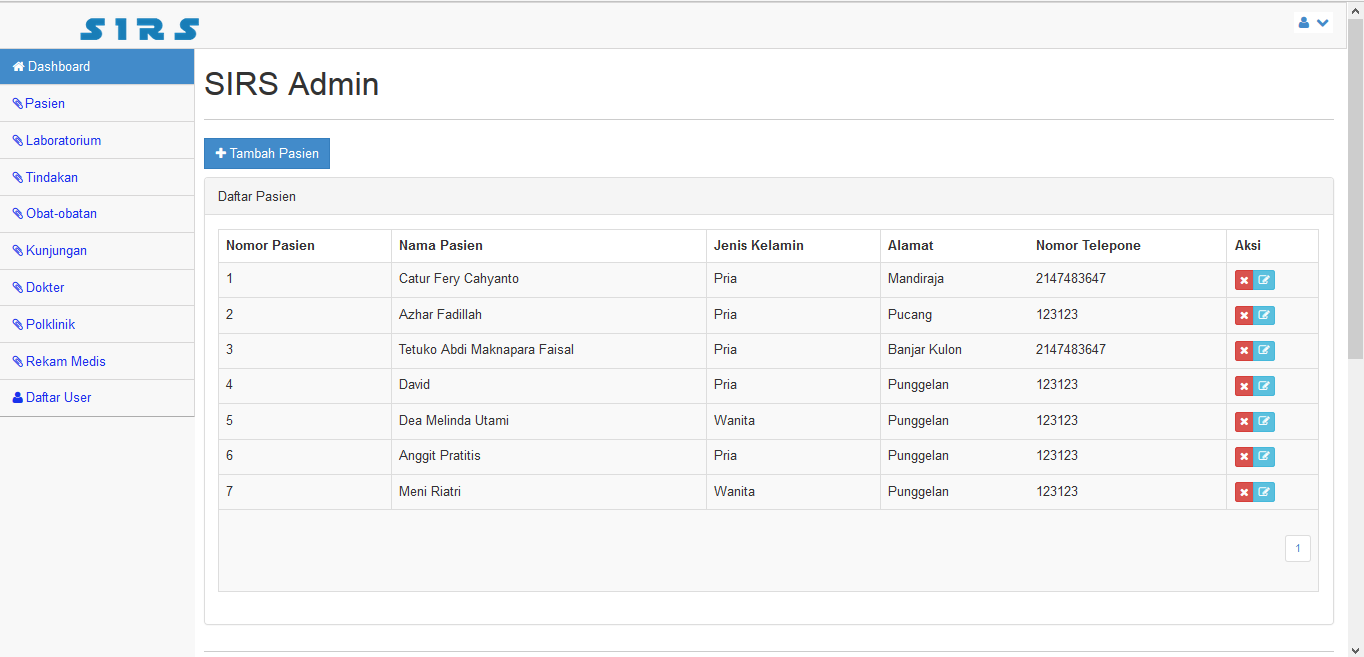 SIRS
Dashboard
Pasien
Laboratorium
Tindakan
Obat-obatan
Kunjungan
Dokter
Polklinik
Rekam Medis
Daftar User
SIRS Admin
Tambah Pasien
Daftar Pasien
Nomor Pasien Nama Pasien Jenis Kelamin Alamat Nomor Telepone Aksi
1 Catur Fery Cahyanto Pria Mandiraja 2147483647
2 Azhar Fadillah Pria Pucang 123123
3 Tetuko Abdi Maknapara Faisal Pria Banjar Kulon 2147483647
4 David Pria Punggelan 123123
5 Dea Melinda Utami Wanita Punggelan 123123
6 Anggit Pratitis Pria Punggelan 123123
7 Meni Riatri Wanita Punggelan 123123
1